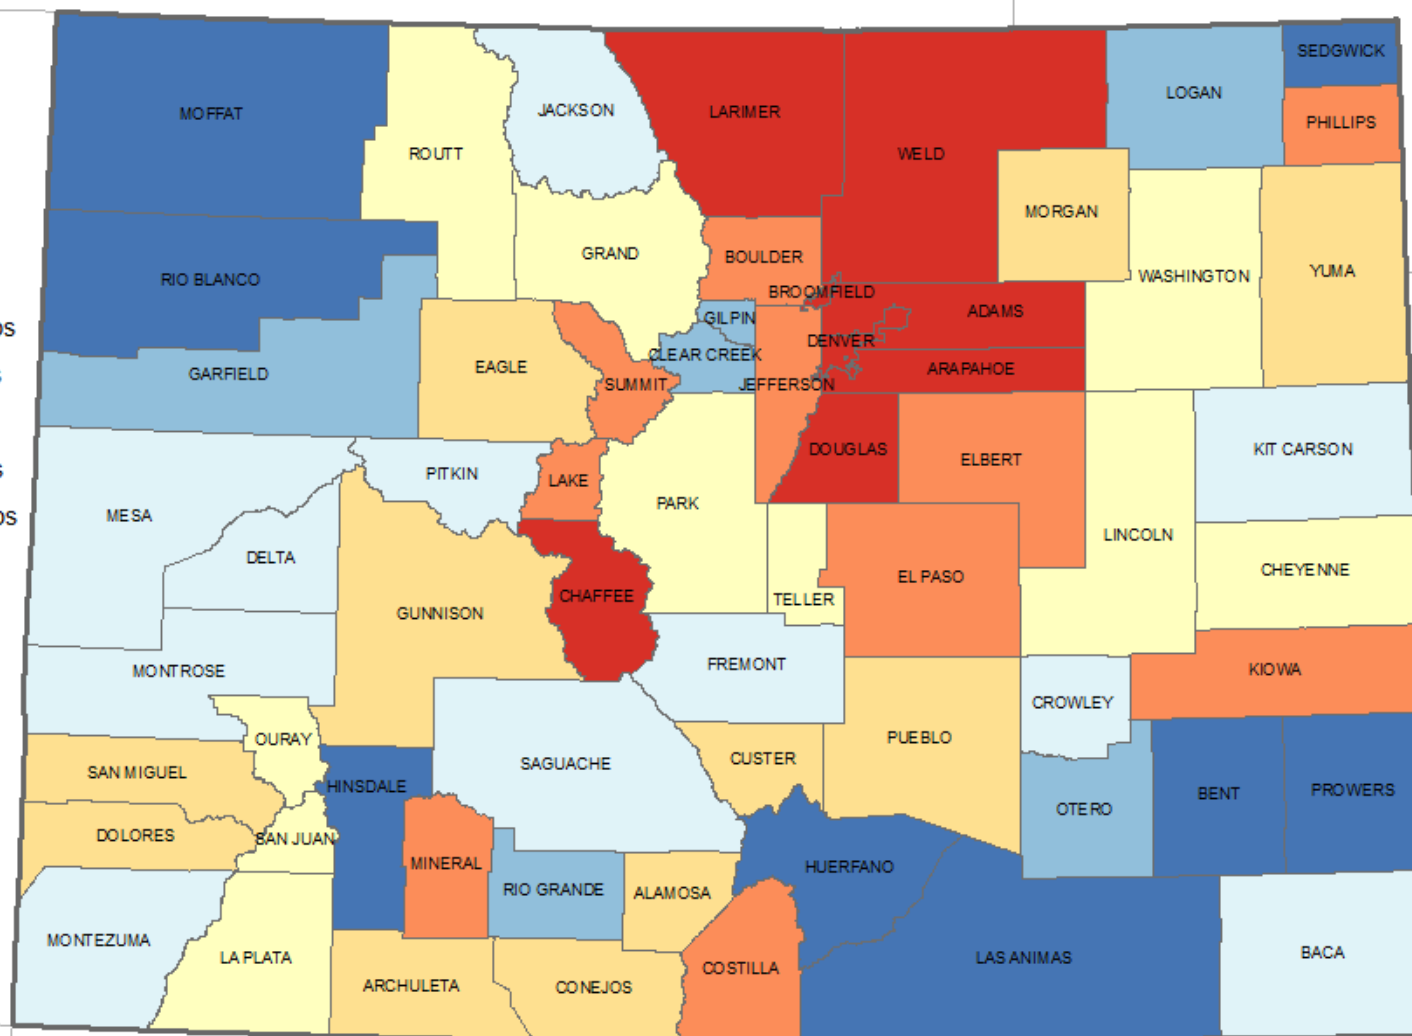 SEDGWICK
MOFFAT
JACKSON
LARIMER
LOGAN
PHILLIPS
ROUTT
WELD
MORGAN
GRAND
BOULDER
WASHINGTON
YUMA
RIO BLANCO
BROOMFIELD
ADAMS
GILPIN
os
DENVER
CLEAR CREEK
EAGLE
ARAPAHOE
GARFIELD
s
SUMMIT
JEFFERSON
DOUGLAS
ELBERT
KIT CARSON
PITKIN
s
LAKE
PARK
MESA
os
LINCOLN
DELTA
CHEYENNE
EL PASO
CHAFFEE
TELLER
GUNNISON
FREMONT
MONTROSE
KIOWA
CROWLEY
OURAY
PUEBLO
CUSTER
SAGUACHE
SAN MIGUEL
HINSDALE
PROWERS
BENT
OTERO
DOLORES
SAN JUAN
MINERAL
HUERFANO
RIO GRANDE
ALAMOSA
MONTEZUMA
LA PLATA
LAS ANIMAS
BACA
COSTILLA
ARCHULETA
CONEJOS